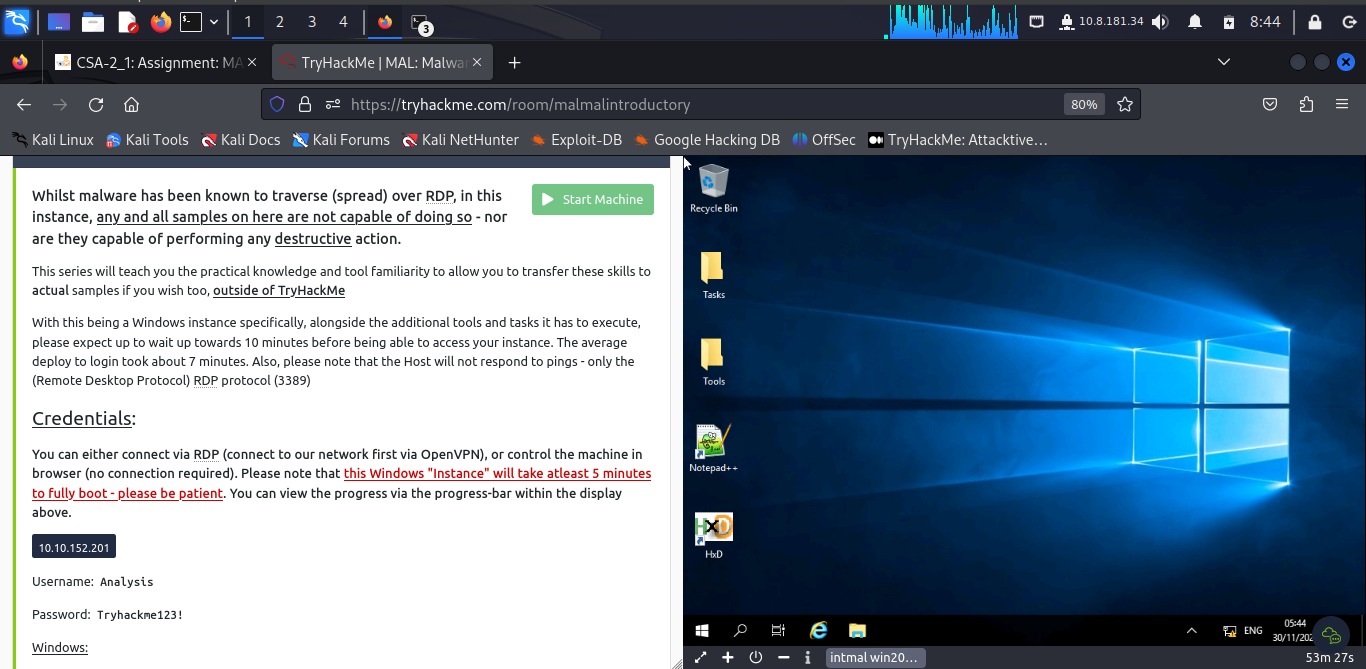 1 2 3 4
3
10.8.181.34
8:44
CSA-2_1: Assignment: MA
TryHackMe | MAL: Malwar
https://tryhackme.com/room/malmalintroductory
80%
Kali Linux
Kali Tools
Kali Docs
Kali Forums
Kali NetHunter
Exploit-DB
Google Hacking DB
OffSec
TryHackMe: Attacktive…
Whilst malware has been known to traverse (spread) over RDP, in this
instance, any and all samples on here are not capable of doing so - nor
are they capable of performing any destructive action.
Start Machine
This series will teach you the practical knowledge and tool familiarity to allow you to transfer these skills to
actual samples if you wish too, outside of TryHackMe
With this being a Windows instance specifically, alongside the additional tools and tasks it has to execute,
please expect up to wait up towards 10 minutes before being able to access your instance. The average
deploy to login took about 7 minutes. Also, please note that the Host will not respond to pings - only the
(Remote Desktop Protocol) RDP protocol (3389)
Credentials:
You can either connect via RDP (connect to our network first via OpenVPN), or control the machine in
browser (no connection required). Please note that this Windows "Instance" will take atleast 5 minutes
to fully boot - please be patient. You can view the progress via the progress-bar within the display
above.
10.10.152.201
Username: Analysis
Password: Tryhackme123!
Windows:
Recycle Bin
Tasks
Tools
Notepad++
HxD
ENG
05:44
30/11/202
intmal win20...
53m 27s